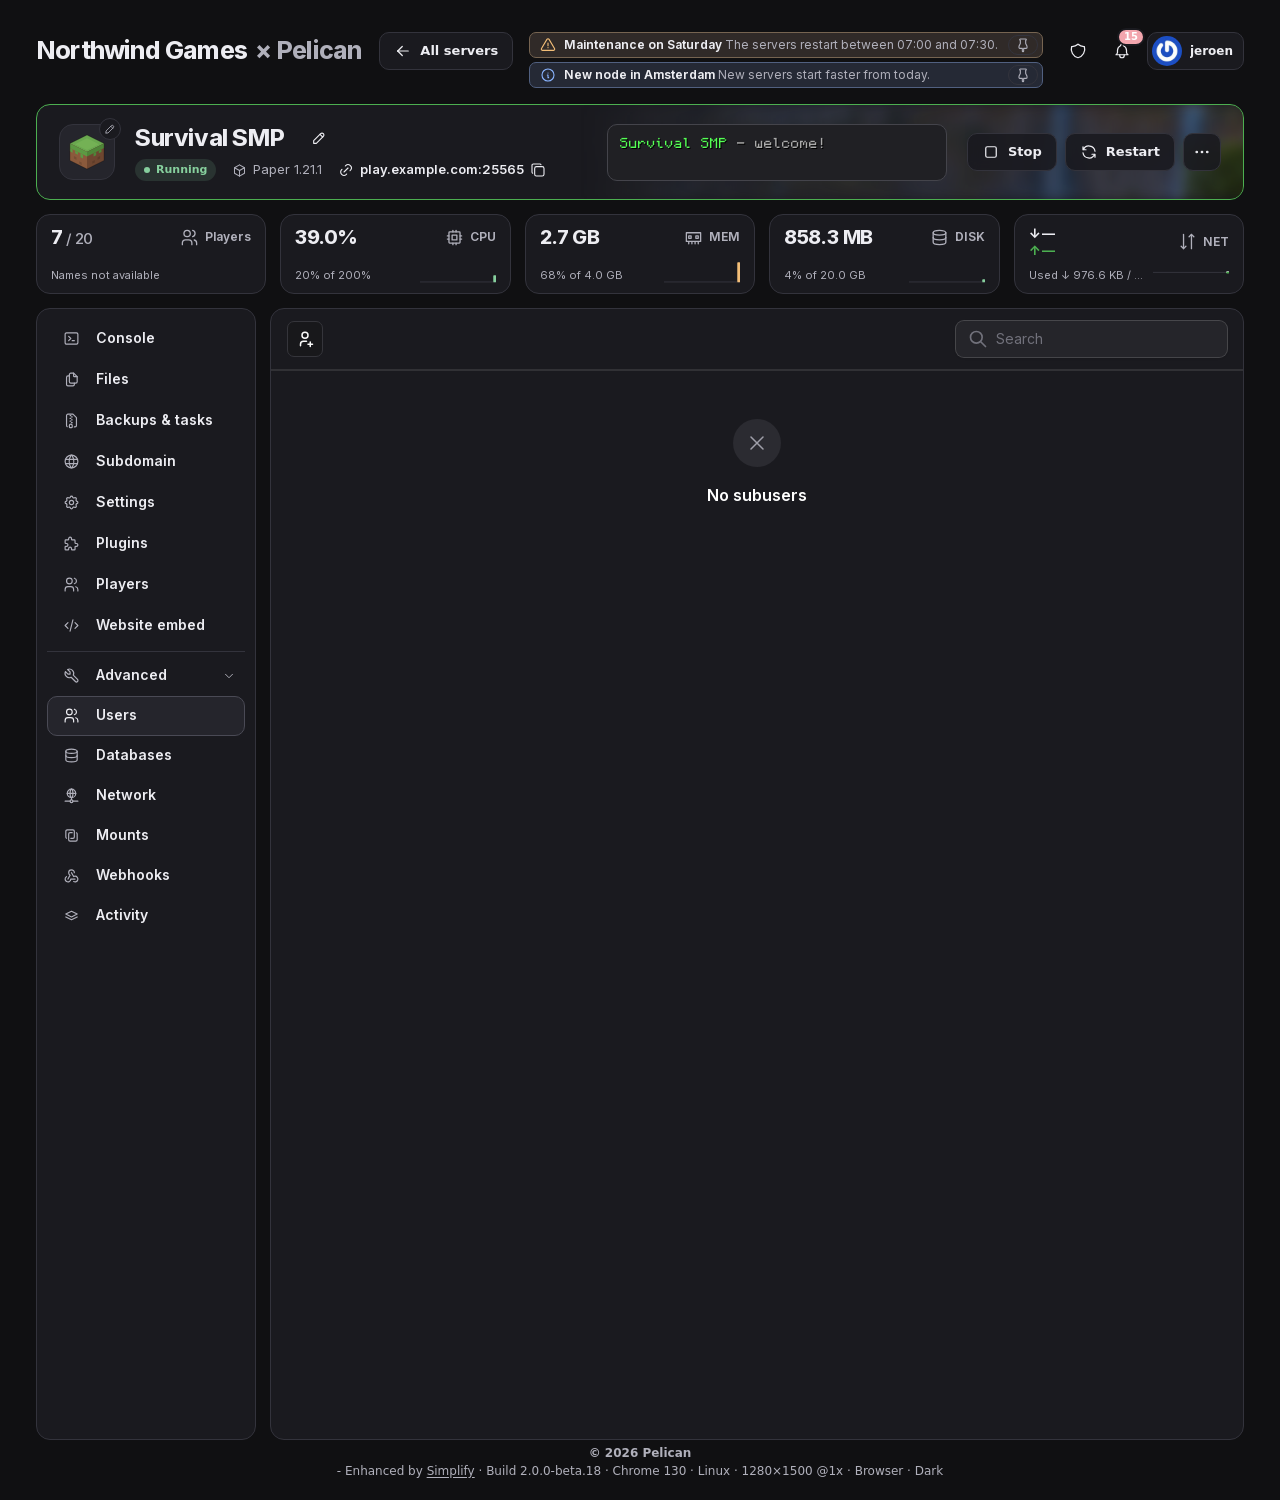 Northwind Games × Pelican
All servers
Maintenance on Saturday The servers restart between 07:00 and 07:30.
New node in Amsterdam New servers start faster from today.
15
jeroen
Survival SMP
Running
Paper 1.21.1
play.example.com:25565
Survival SMP - welcome!
Stop
Restart
7 / 20
Players
Names not available
39.0%
CPU
20% of 200%
2.7 GB
MEM
68% of 4.0 GB
858.3 MB
DISK
4% of 20.0 GB
↓—
↑—
NET
Used ↓ 976.6 KB / ...
Console
Files
Backups & tasks
Subdomain
Settings
Plugins
Players
Website embed
Advanced
Users
Databases
Network
Mounts
Webhooks
Activity
Search
No subusers
© 2026 Pelican
- Enhanced by Simplify · Build 2.0.0-beta.18 · Chrome 130 · Linux · 1280×1500 @1x · Browser · Dark